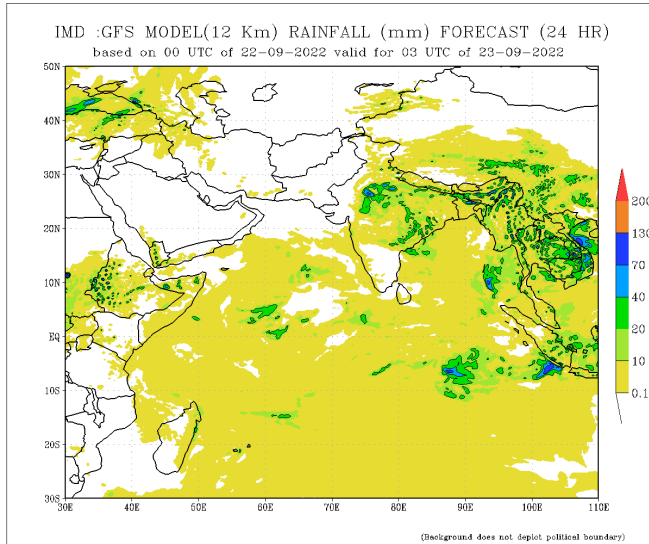 IMD :GFS MODEL(12 Km) RAINFALL (mm) FORECAST (24 HR)
based on 00 UTC of 22-09-2022 valid for 03 UTC of 23-09-2022
50N
40N
30N
20N
10N
EQ
10S
20S
30S
30E 40E 50E 60E 70E 80E 90E 100E 110E
200
130
70
40
20
10
0.1
(Background does not depict political boundary)